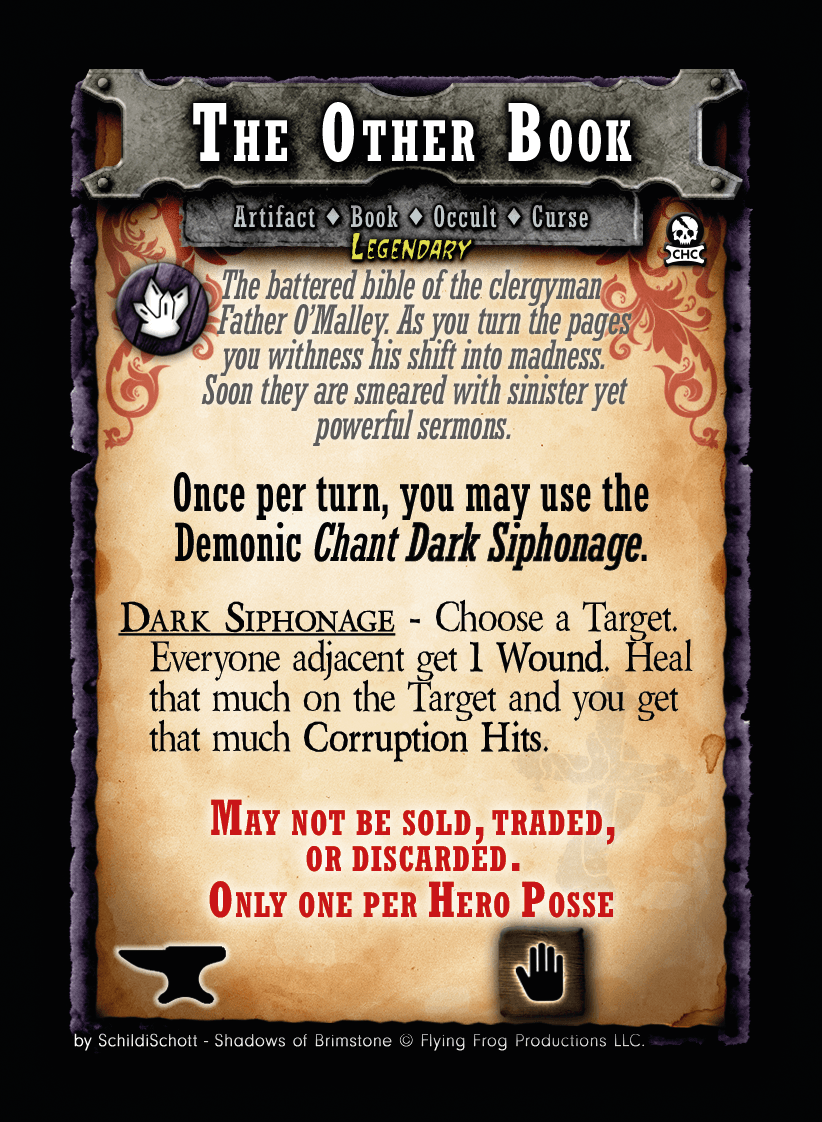 The Other Book
Artifact ♦ Book ♦ Occult ♦ Curse
Legendary
CHC
The battered bible of the clergyman
Father O'Malley. As you turn the pages
you withness his shift into madness.
Soon they are smeared with sinister yet
powerful sermons.
Once per turn, you may use the
Demonic Chant Dark Siphonage.
Dark Siphonage - Choose a Target.
Everyone adjacent get 1 Wound. Heal
that much on the Target and you get
that much Corruption Hits.
May not be sold, traded,
or discarded.
Only one per Hero Posse
by SchildiSchott - Shadows of Brimstone © Flying Frog Productions LLC.